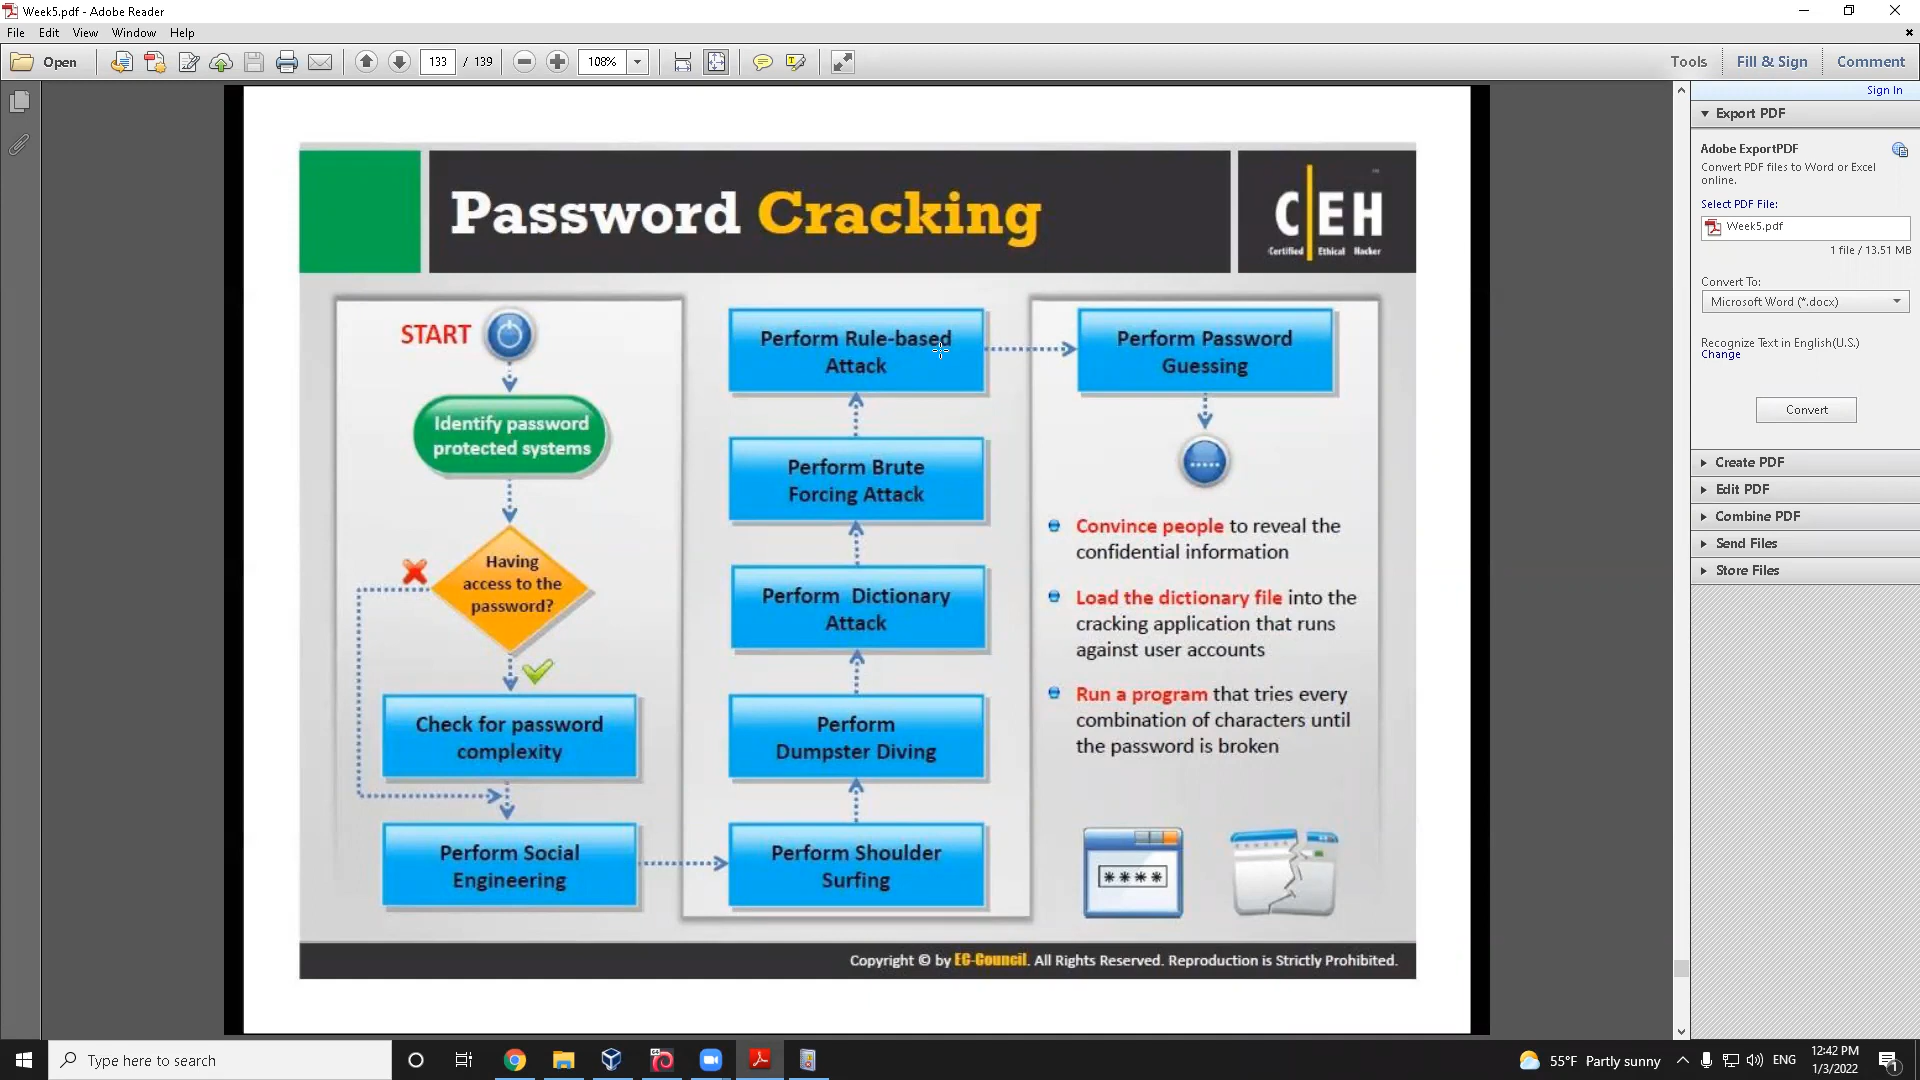 Week5.pdf - Adobe Reader
File Edit View Window Help
Open
133 / 139
108%
Tools
Fill & Sign
Comment
Sign In
Password Cracking
C|EH
Certified Ethical Hacker
START
Identify password
protected systems
Having
access to the
password?
Check for password
complexity
Perform Social
Engineering
Perform Rule-based
Attack
Perform Brute
Forcing Attack
Perform Dictionary
Attack
Perform
Dumpster Diving
Perform Shoulder
Surfing
Perform Password
Guessing
Convince people to reveal the
confidential information
Load the dictionary file into the
cracking application that runs
against user accounts
Run a program that tries every
combination of characters until
the password is broken
****
Copyright © by EC-Council. All Rights Reserved. Reproduction is Strictly Prohibited.
Export PDF
Adobe ExportPDF
Convert PDF files to Word or Excel
online.
Select PDF File:
Week5.pdf
1 file / 13.51 MB
Convert To:
Microsoft Word (*.docx)
Recognize Text in English(U.S.)
Change
Convert
Create PDF
Edit PDF
Combine PDF
Send Files
Store Files
Type here to search
64
55°F Partly sunny
ENG
12:42 PM
1/3/2022
1